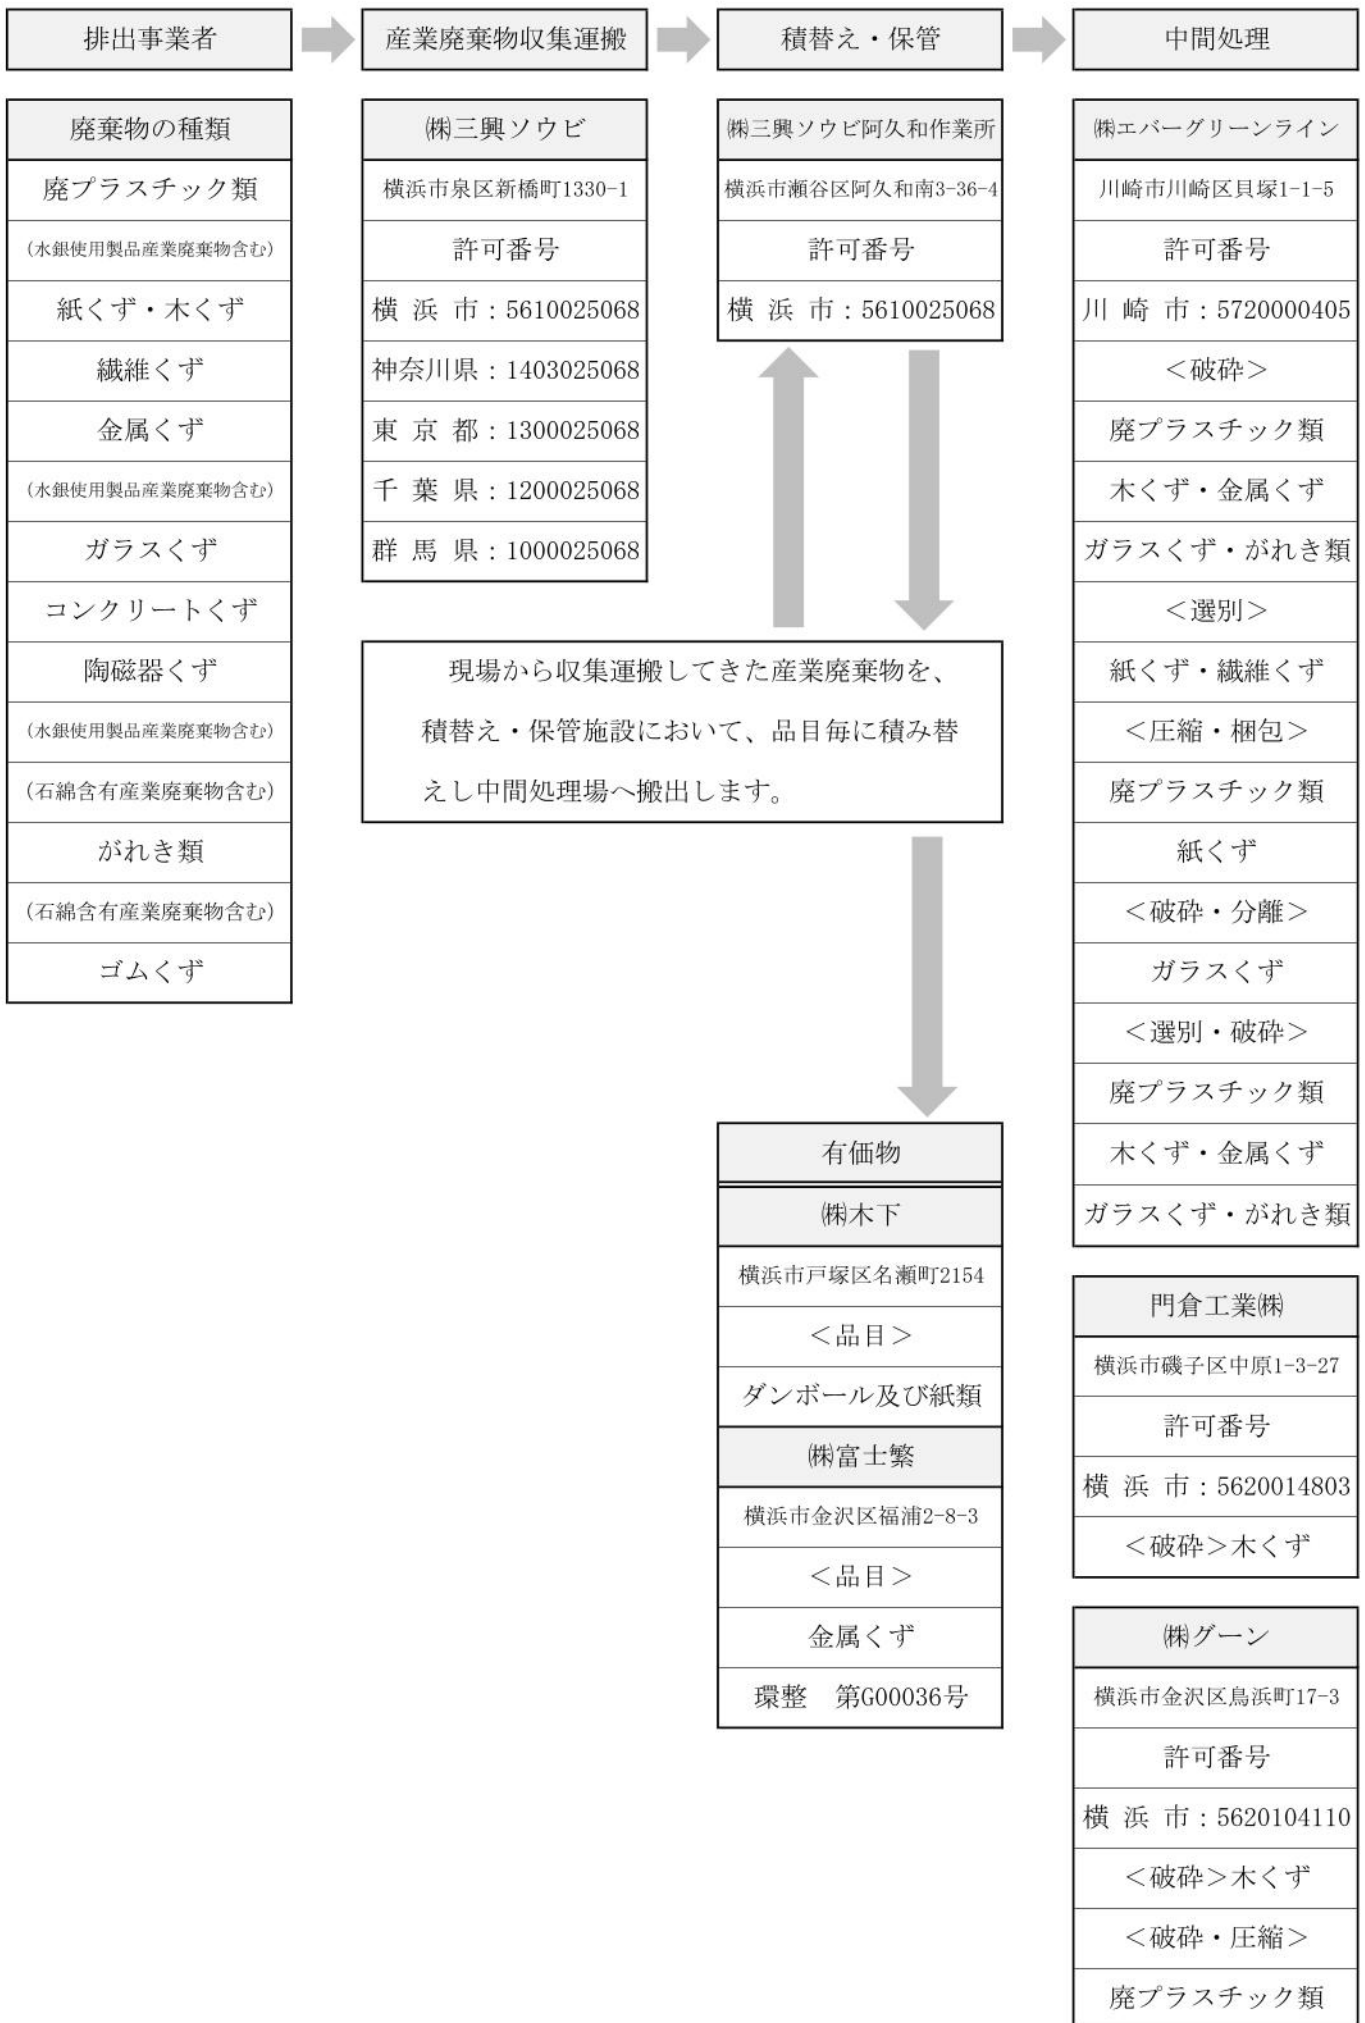 排出事業者
産業廃棄物収集運搬
積替え・保管
中間処理
廃棄物の種類
廃プラスチック類
(水銀使用製品産業廃棄物含む)
紙くず・木くず
繊維くず
金属くず
(水銀使用製品産業廃棄物含む)
ガラスくず
コンクリートくず
陶磁器くず
(水銀使用製品産業廃棄物含む)
(石綿含有産業廃棄物含む)
がれき類
(石綿含有産業廃棄物含む)
ゴムくず
㈱三興ソウビ
横浜市泉区新橋町1330-1
許可番号
横 浜 市:5610025068
神奈川県:1403025068
東 京 都:1300025068
千 葉 県:1200025068
群 馬 県:1000025068
㈱三興ソウビ阿久和作業所
横浜市瀬谷区阿久和南3-36-4
許可番号
横 浜 市:5610025068
現場から収集運搬してきた産業廃棄物を、
積替え・保管施設において、品目毎に積み替
えし中間処理場へ搬出します。
有価物
㈱木下
横浜市戸塚区名瀬町2154
<品目>
ダンボール及び紙類
㈱富士繁
横浜市金沢区福浦2-8-3
<品目>
金属くず
環整 第G00036号
㈱エバーグリーンライン
川崎市川崎区貝塚1-1-5
許可番号
川 崎 市:5720000405
<破砕>
廃プラスチック類
木くず・金属くず
ガラスくず・がれき類
<選別>
紙くず・繊維くず
<圧縮・梱包>
廃プラスチック類
紙くず
<破砕・分離>
ガラスくず
<選別・破砕>
廃プラスチック類
木くず・金属くず
ガラスくず・がれき類
門倉工業㈱
横浜市磯子区中原1-3-27
許可番号
横 浜 市:5620014803
<破砕>木くず
㈱グーン
横浜市金沢区鳥浜町17-3
許可番号
横 浜 市:5620104110
<破砕>木くず
<破砕・圧縮>
廃プラスチック類